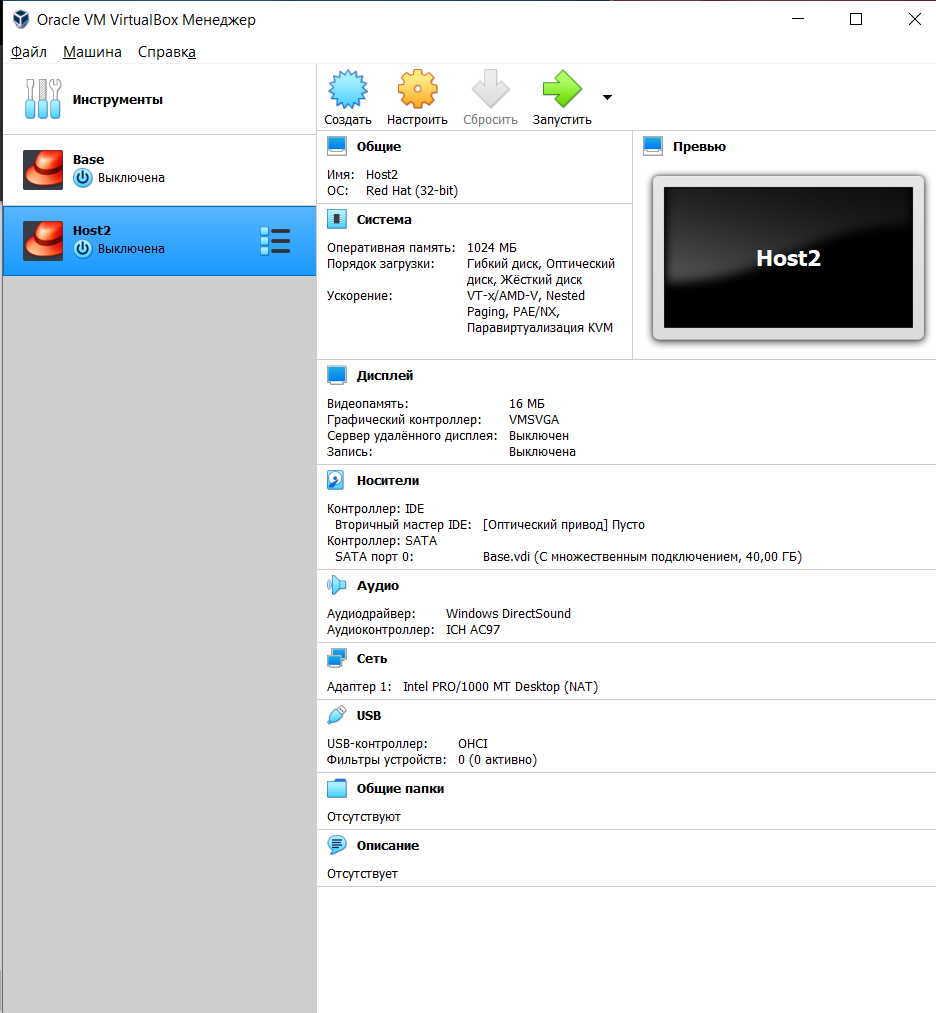 Oracle VM VirtualBox Менеджер
Файл Машина Справка
Инструменты
Base
Выключена
Host2
Выключена
Создать Настроить Сбросить Запустить
Общие
Имя: Host2
ОС: Red Hat (32-bit)
Система
Оперативная память: 1024 МБ
Порядок загрузки: Гибкий диск, Оптический
диск, Жёсткий диск
Ускорение: VT-x/AMD-V, Nested
Paging, PAE/NX,
Паравиртуализация KVM
Превью
Host2
Дисплей
Видеопамять: 16 МБ
Графический контроллер: VMSVGA
Сервер удалённого дисплея: Выключен
Запись: Выключена
Носители
Контроллер: IDE
Вторичный мастер IDE: [Оптический привод] Пусто
Контроллер: SATA
SATA порт 0: Base.vdi (С множественным подключением, 40,00 ГБ)
Аудио
Аудиодрайвер: Windows DirectSound
Аудиоконтроллер: ICH AC97
Сеть
Адаптер 1: Intel PRO/1000 MT Desktop (NAT)
USB
USB-контроллер: OHCI
Фильтры устройств: 0 (0 активно)
Общие папки
Отсутствуют
Описание
Отсутствует